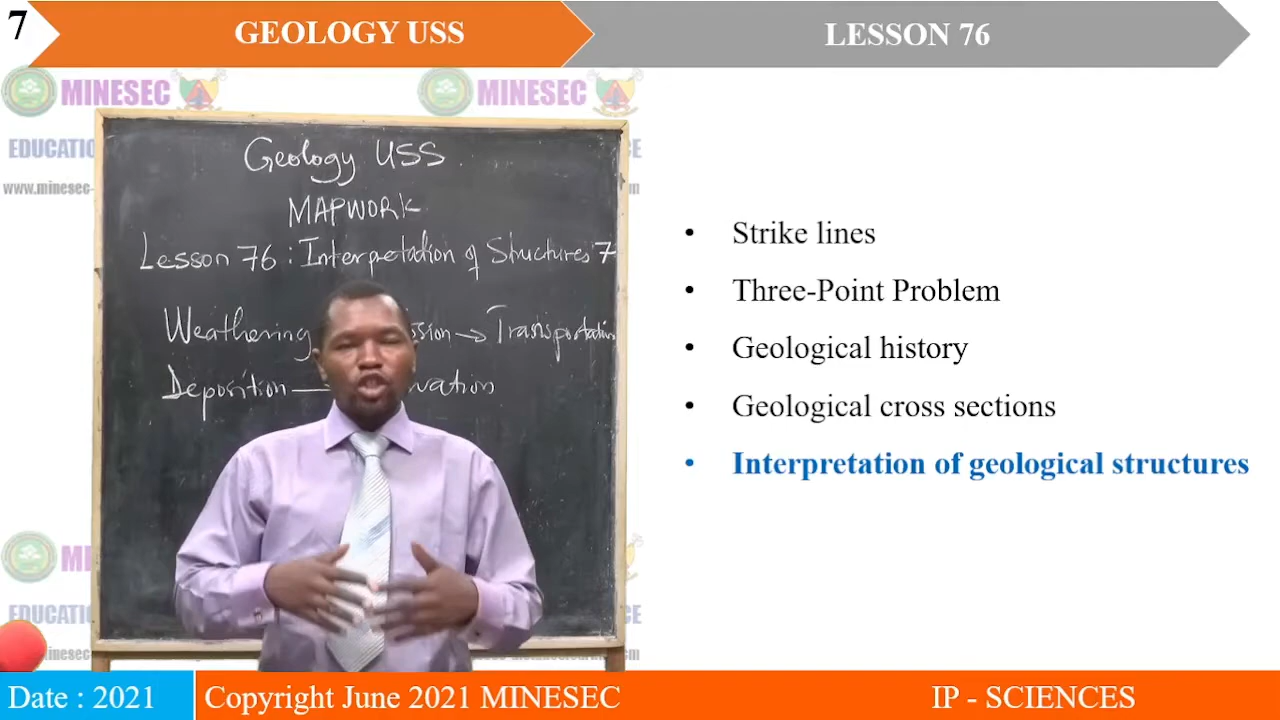 7
GEOLOGY USS
LESSON 76
MINESEC
MINESEC
Geology USS
MAPWORK
Lesson 76 : Interpretation of Structures 7
Weathering → Transportation
Deposition —
• Strike lines
• Three-Point Problem
• Geological history
• Geological cross sections
• Interpretation of geological structures
Date : 2021
Copyright June 2021 MINESEC
IP - SCIENCES